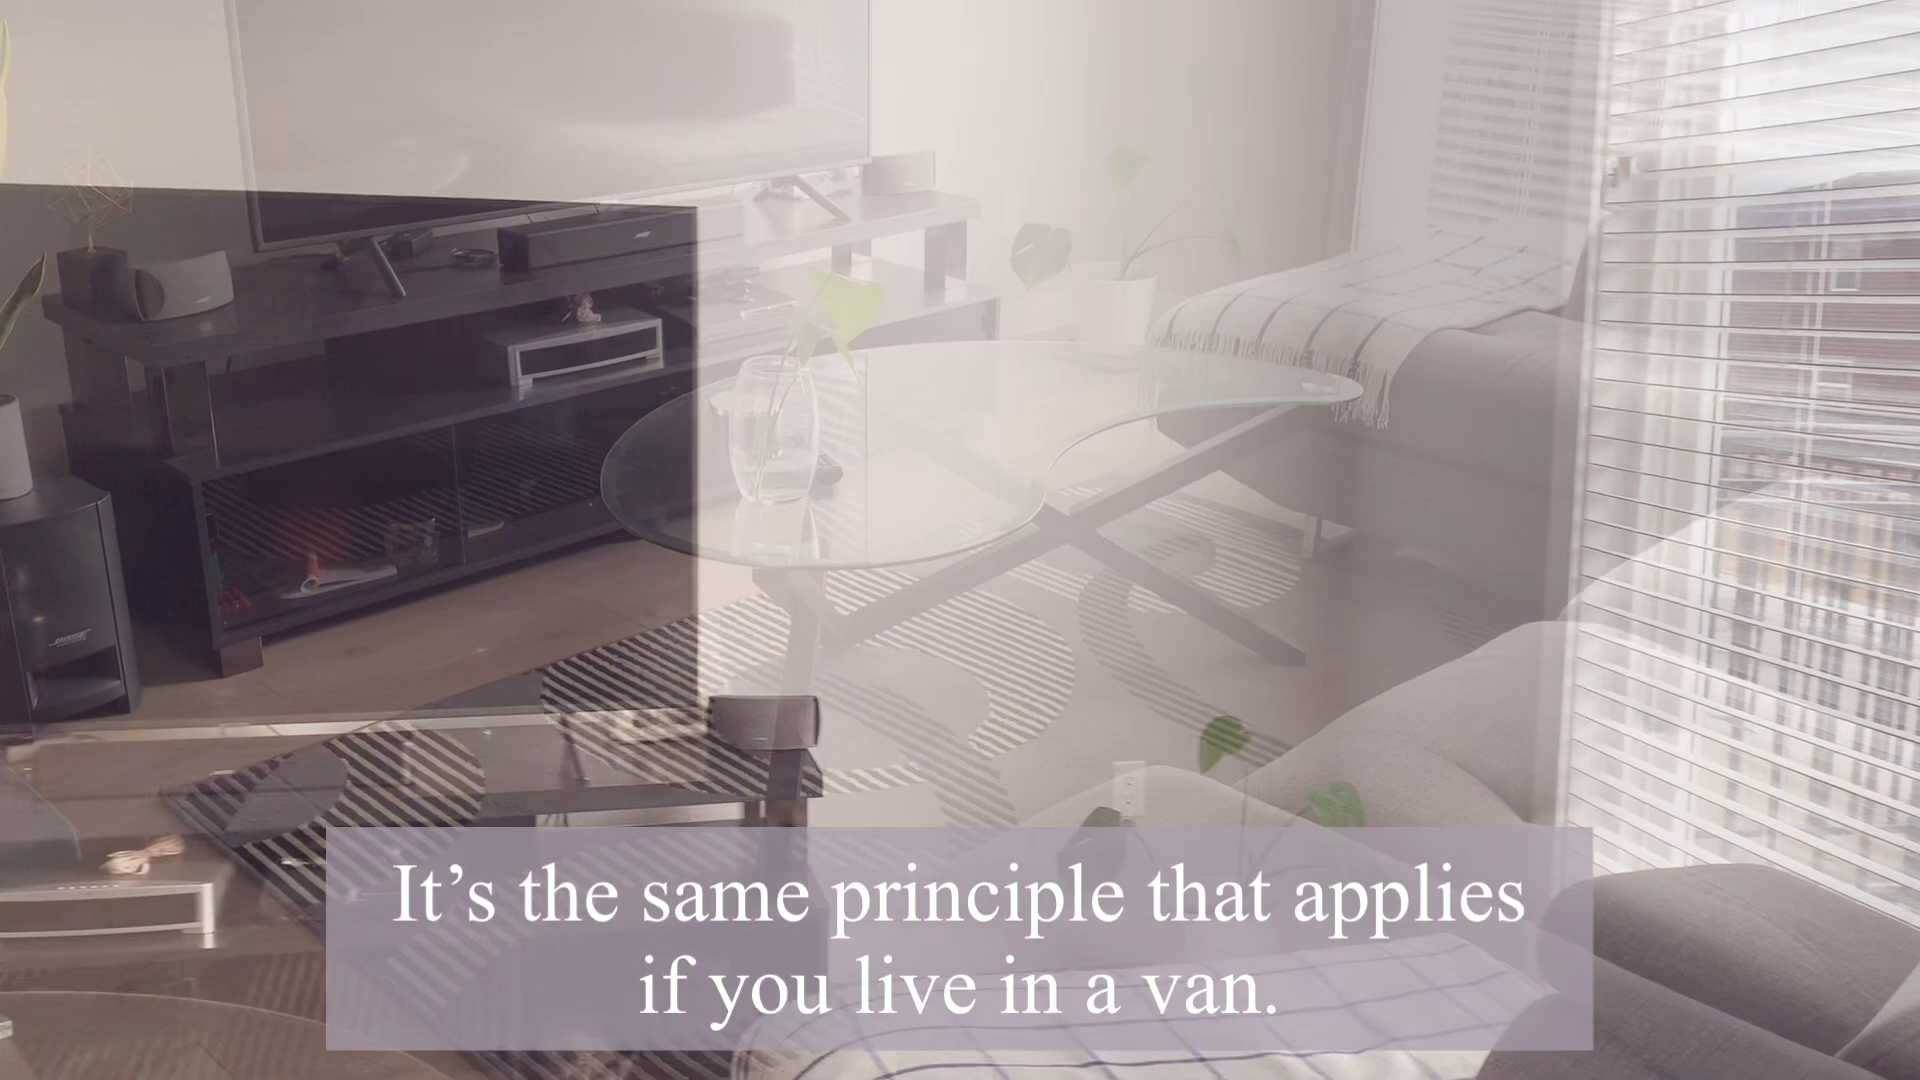 It’s the same principle that applies
if you live in a van.